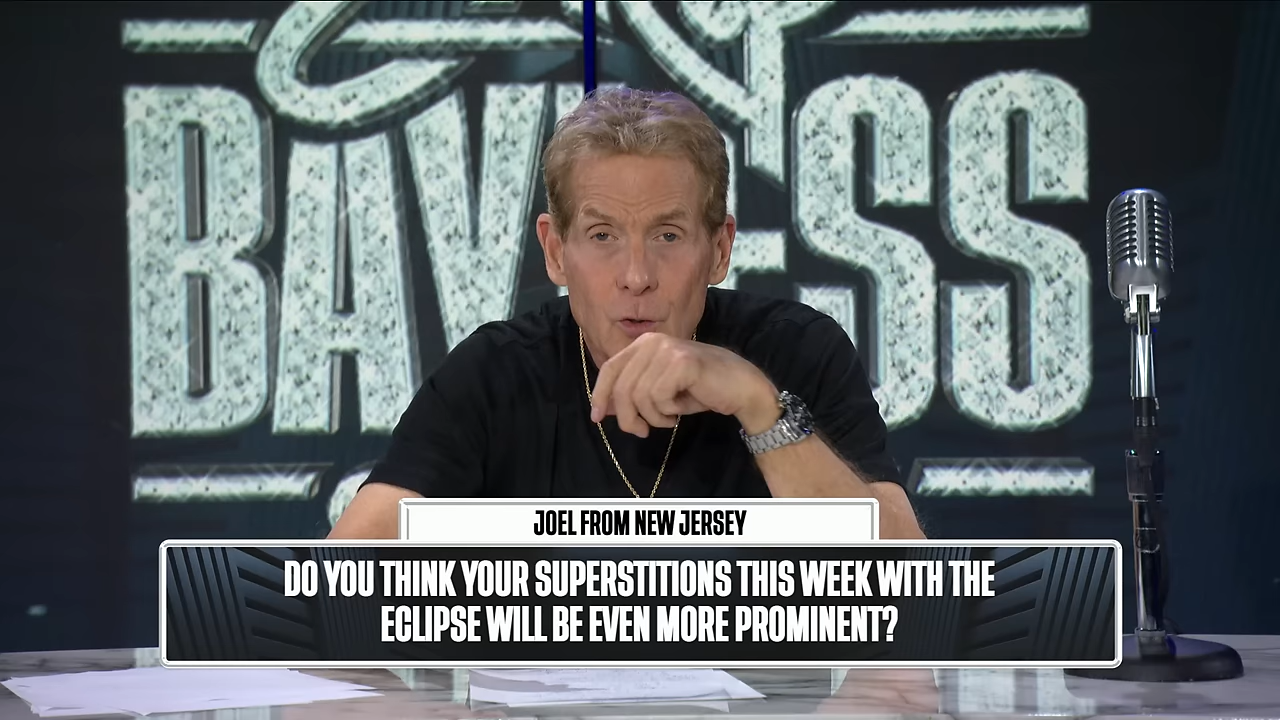 BAYLESS
JOEL FROM NEW JERSEY
DO YOU THINK YOUR SUPERSTITIONS THIS WEEK WITH THE
ECLIPSE WILL BE EVEN MORE PROMINENT?